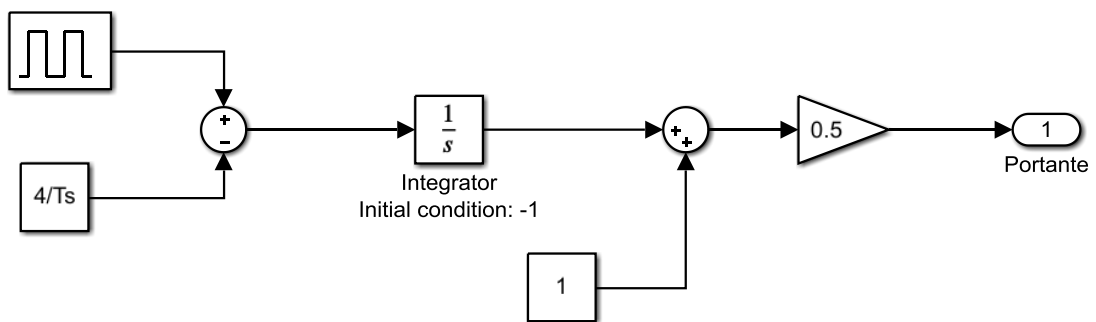 +
−
4/Ts
1
s
Integrator
Initial condition: -1
+
+
1
0.5
1
Portante